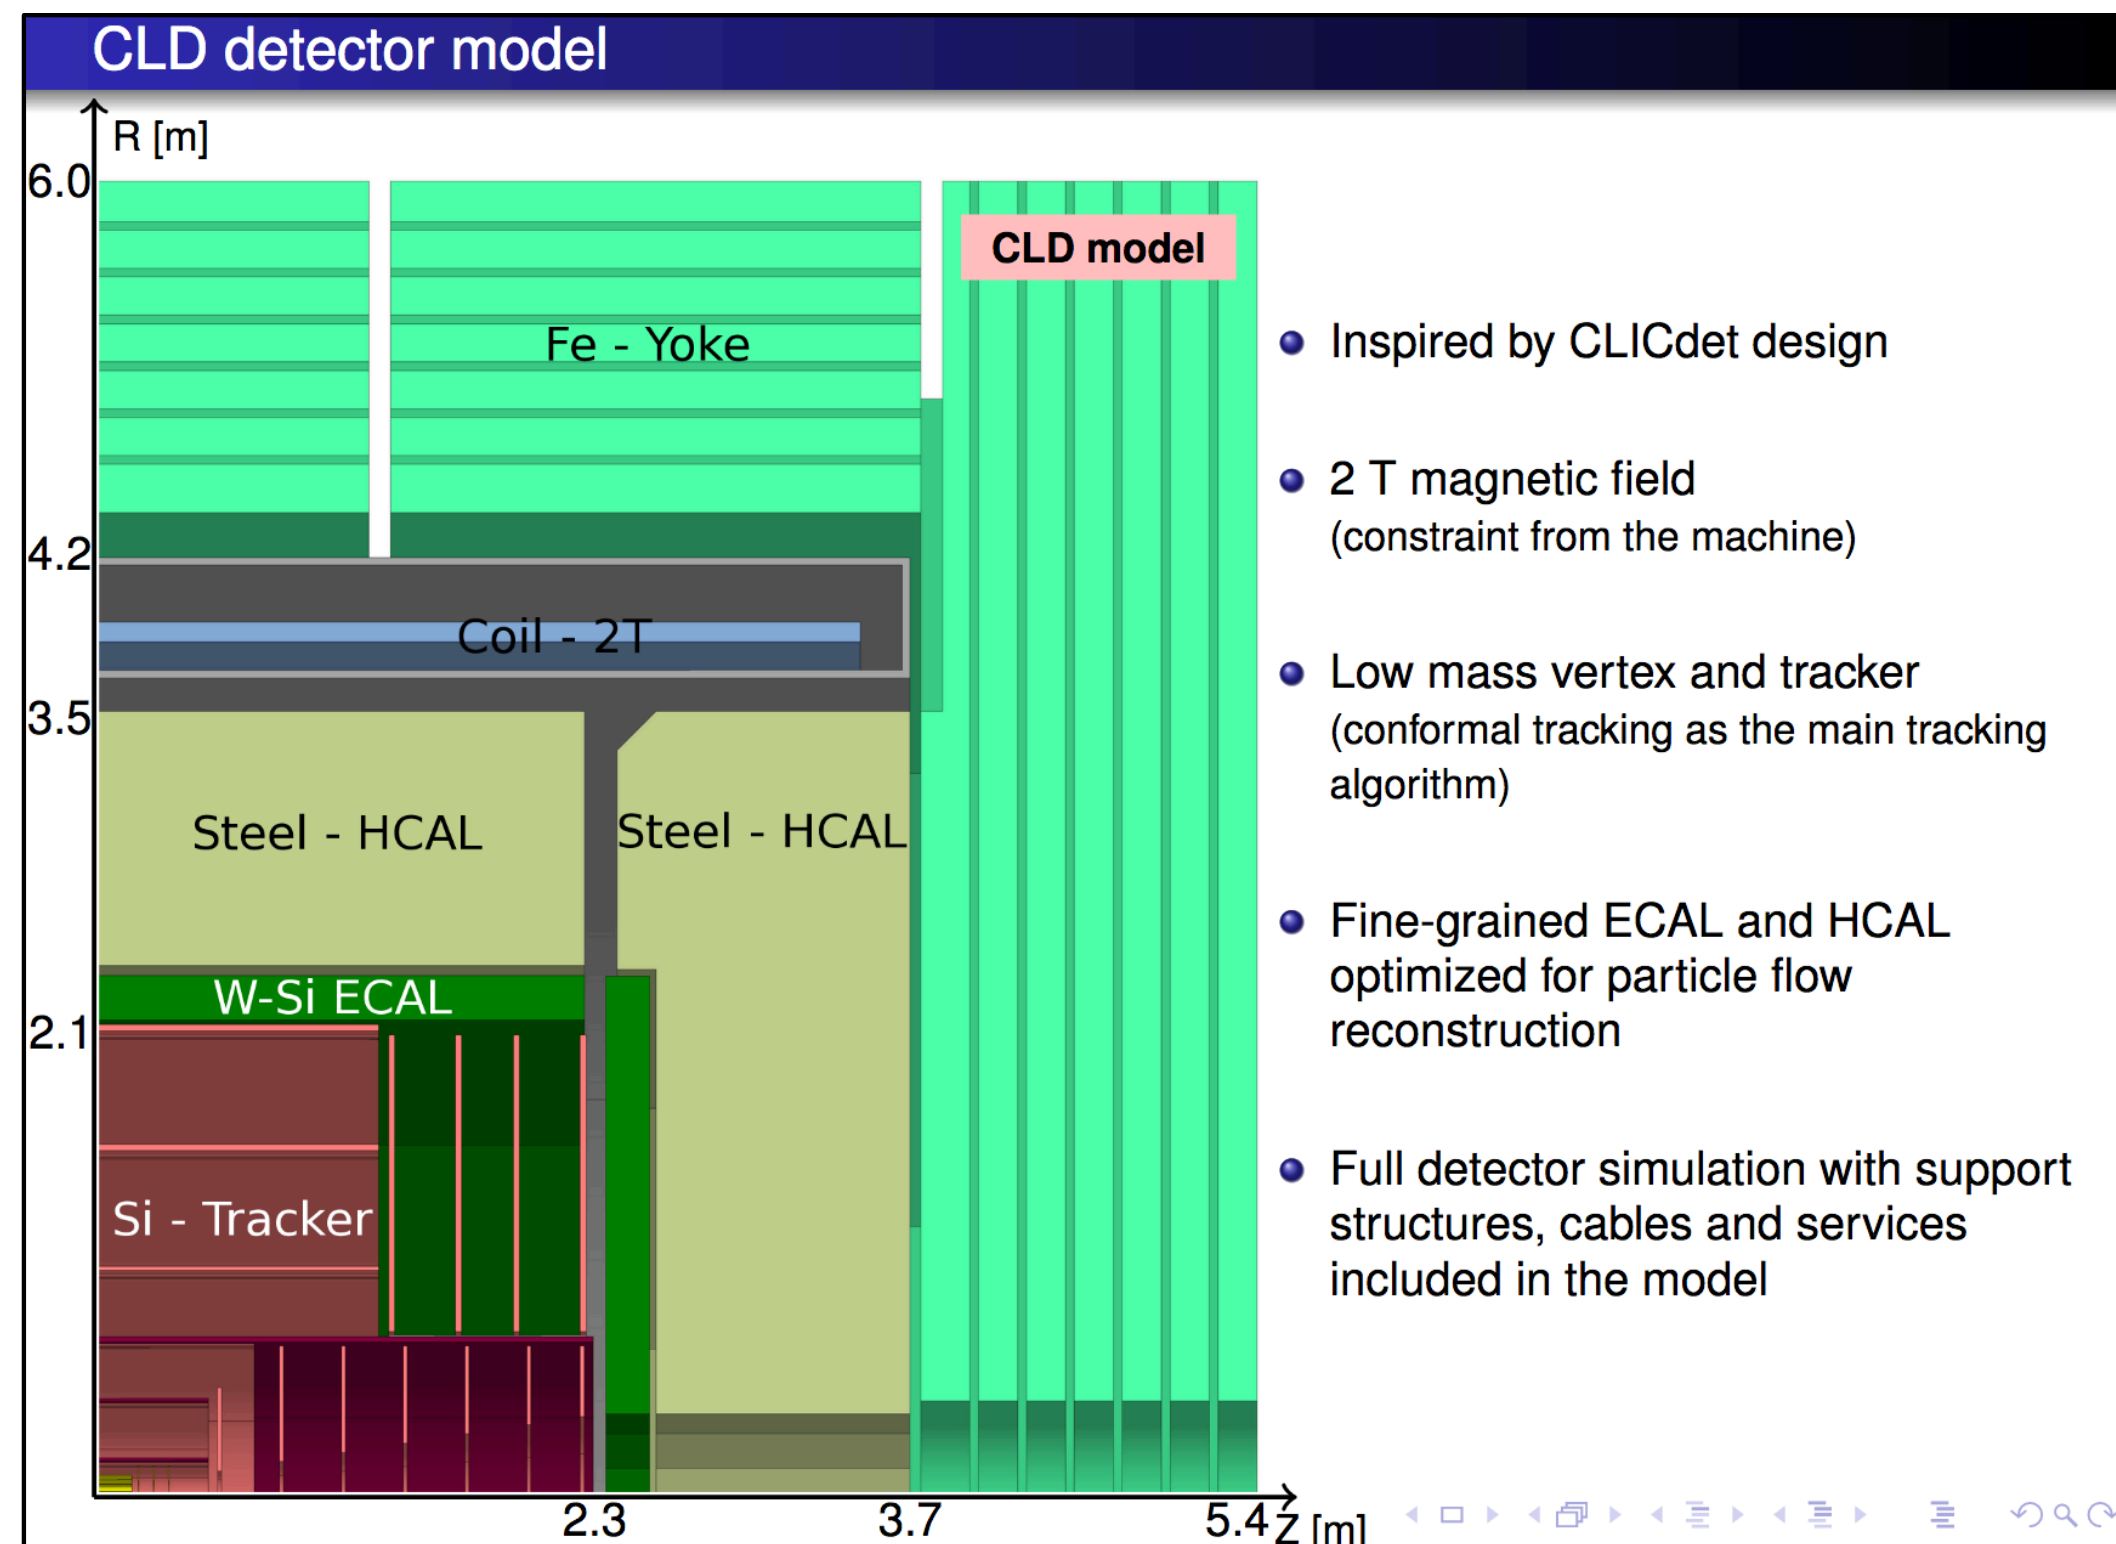 CLD detector model
R [m]
6.0
CLD model
Fe - Yoke
4.2
Coil - 2T
3.5
Steel - HCAL
Steel - HCAL
W-Si ECAL
2.1
Si - Tracker
2.3
3.7
5.4
Z [m]
Inspired by CLICdet design
2 T magnetic field
(constraint from the machine)
Low mass vertex and tracker
(conformal tracking as the main tracking
algorithm)
Fine-grained ECAL and HCAL
optimized for particle flow
reconstruction
Full detector simulation with support
structures, cables and services
included in the model